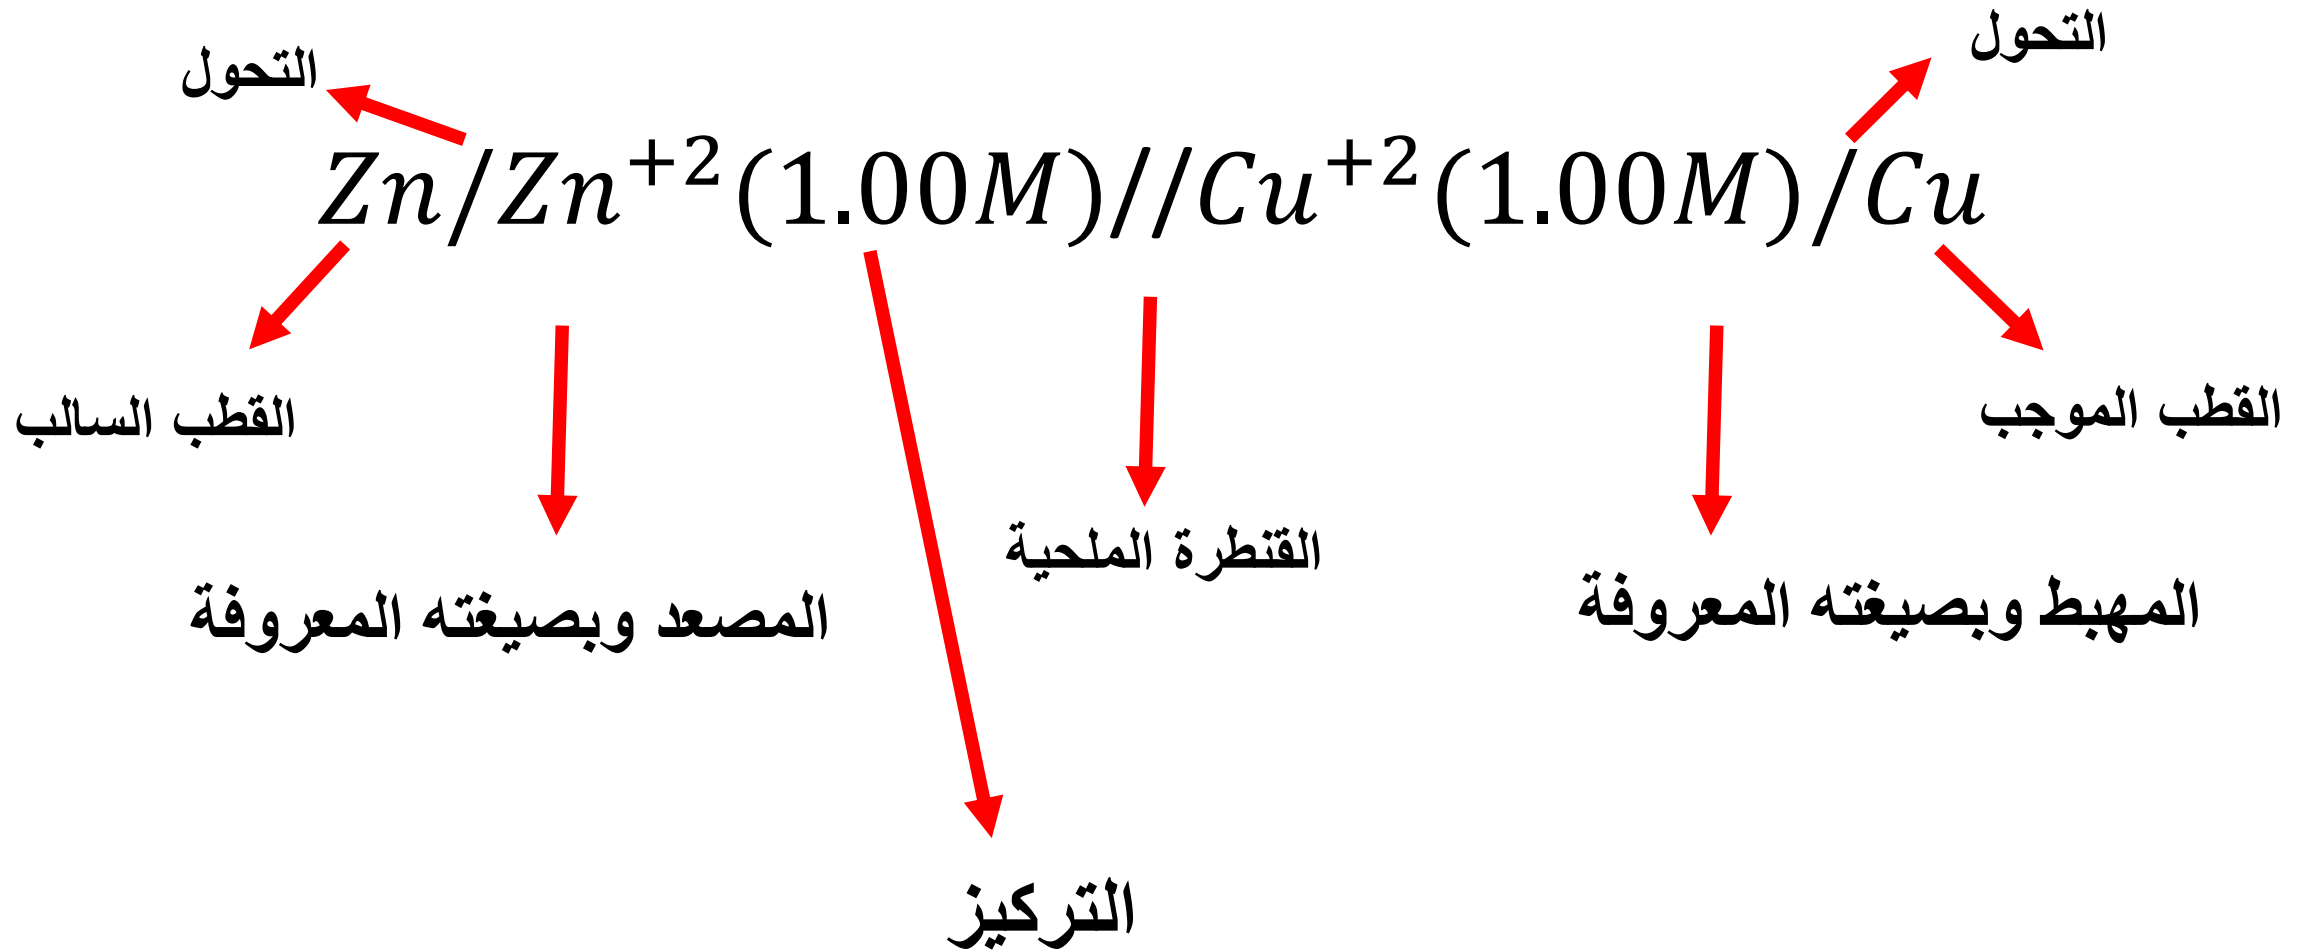 التحول
التحول
Zn/Zn⁺²(1.00M)//Cu⁺²(1.00M)/Cu
القطب الموجب
القطب السالب
القنطرة الملحية
المهبط وبصيغته المعروفة
المصعد وبصيغته المعروفة
التركيز